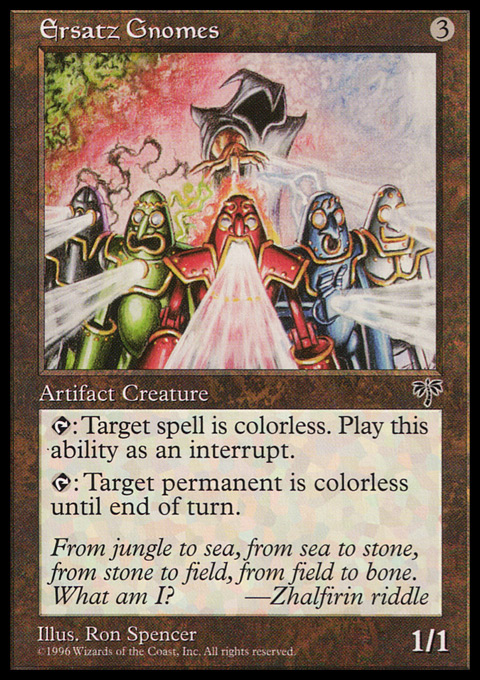 Ersatz Gnomes 3
Artifact Creature
: Target spell is colorless. Play this
ability as an interrupt.
: Target permanent is colorless
until end of turn.
From jungle to sea, from sea to stone,
from stone to field, from field to bone.
What am I? —Zhalfirin riddle
Illus. Ron Spencer
1/1
©1996 Wizards of the Coast, Inc. All rights reserved.